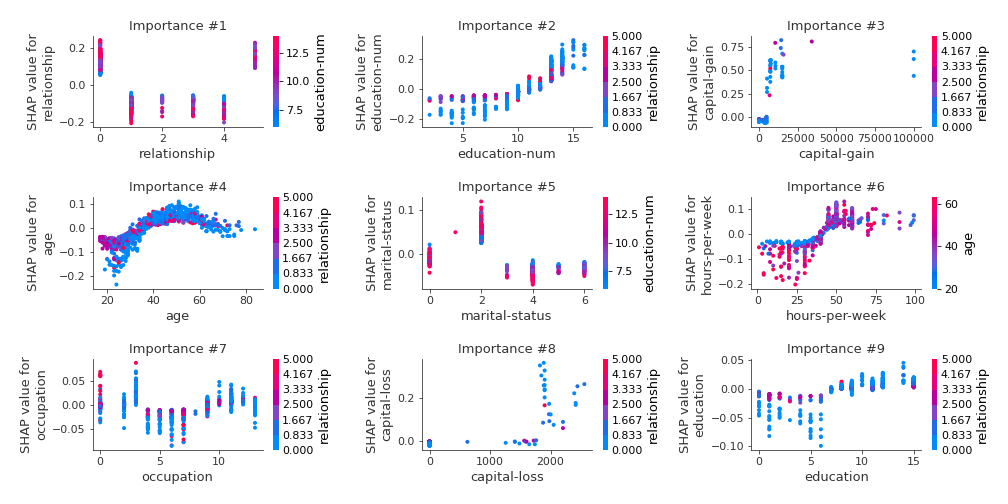 Importance #1
SHAP value for
relationship
0.2
0.0
−0.2
0
2
4
relationship
12.5
10.0
7.5
education-num
Importance #2
SHAP value for
education-num
0.2
0.0
−0.2
5
10
15
education-num
5.000
4.167
3.333
2.500
1.667
0.833
0.000
relationship
Importance #3
SHAP value for
capital-gain
0.75
0.50
0.25
0.00
0
25000
50000
75000
100000
capital-gain
5.000
4.167
3.333
2.500
1.667
0.833
0.000
relationship
Importance #4
SHAP value for
age
0.1
0.0
−0.1
−0.2
20
40
60
80
age
5.000
4.167
3.333
2.500
1.667
0.833
0.000
relationship
Importance #5
SHAP value for
marital-status
0.1
0.0
0
2
4
6
marital-status
12.5
10.0
7.5
education-num
Importance #6
SHAP value for
hours-per-week
0.1
0.0
−0.1
−0.2
0
25
50
75
100
hours-per-week
60
40
20
age
Importance #7
SHAP value for
occupation
0.05
0.00
−0.05
0
5
10
occupation
5.000
4.167
3.333
2.500
1.667
0.833
0.000
relationship
Importance #8
SHAP value for
capital-loss
0.2
0.0
0
1000
2000
capital-loss
5.000
4.167
3.333
2.500
1.667
0.833
0.000
relationship
Importance #9
SHAP value for
education
0.05
0.00
−0.05
−0.10
0
5
10
15
education
5.000
4.167
3.333
2.500
1.667
0.833
0.000
relationship